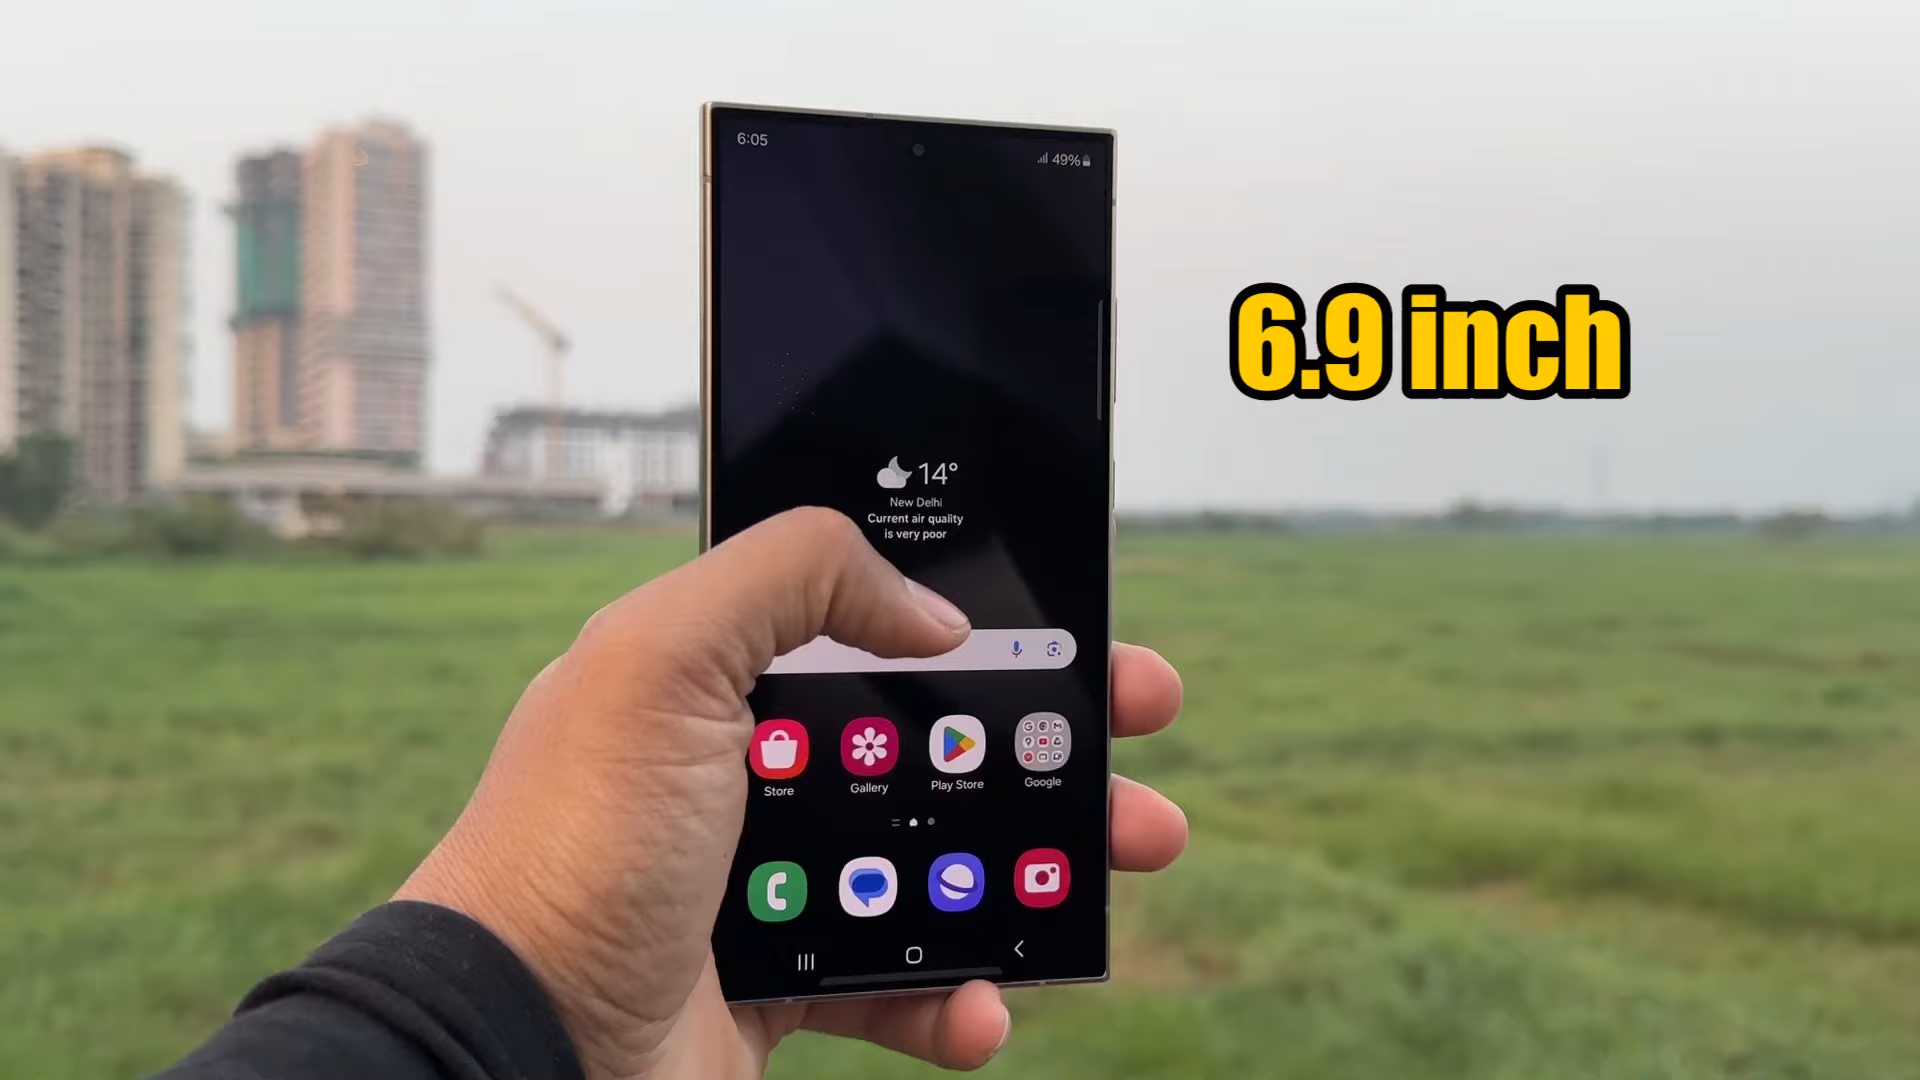 6:05
49%
6.9 inch
14°
New Delhi
Current air quality
is very poor
Store
Gallery
Play Store
Google